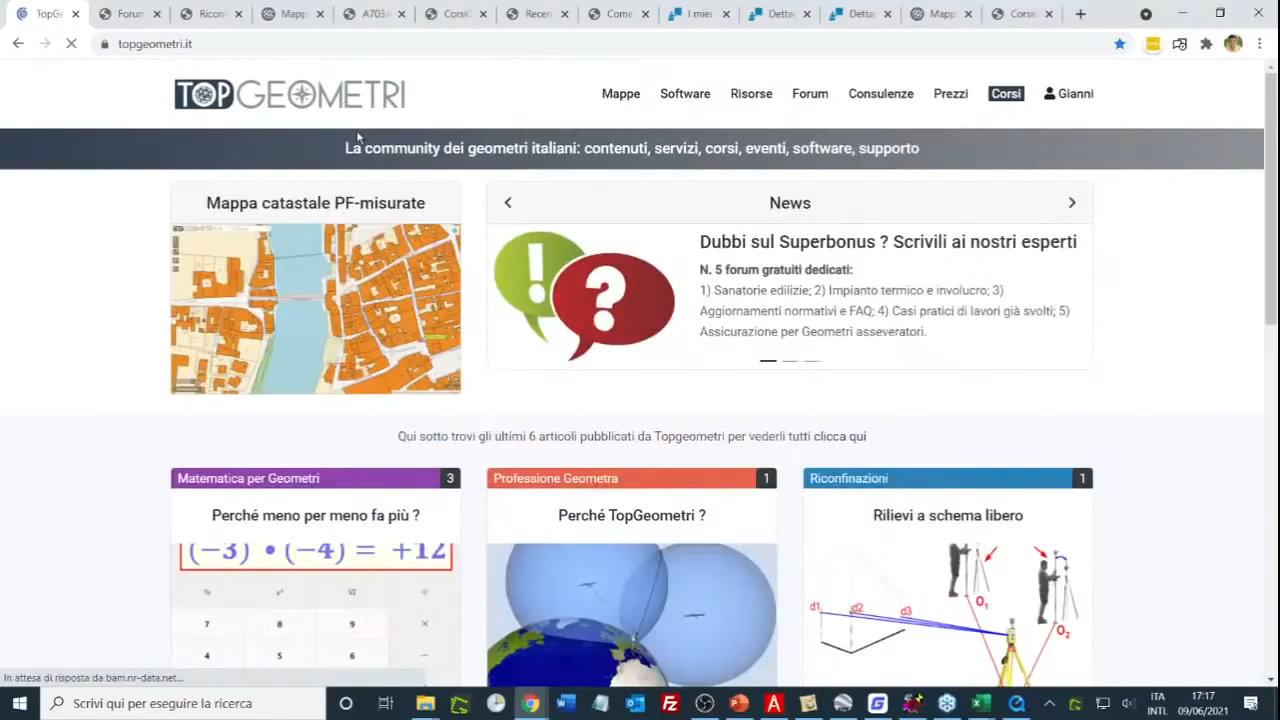 TopGe
Forum
Riconf
Mapp
A703A
CorsiC
Recen
Come
I miei
Dettag
Dettag
Mapp
CorsiC
topgeometri.it
TOPGEOMETRI
Mappe
Software
Risorse
Forum
Consulenze
Prezzi
Corsi
Gianni
La community dei geometri italiani: contenuti, servizi, corsi, eventi, software, supporto
Mappa catastale PF-misurate
News
Dubbi sul Superbonus ? Scrivili ai nostri esperti
N. 5 forum gratuiti dedicati:
1) Sanatorie edilizie; 2) Impianto termico e involucro; 3)
Aggiornamenti normativi e FAQ; 4) Casi pratici di lavori già svolti; 5)
Assicurazione per Geometri asseveratori.
Qui sotto trovi gli ultimi 6 articoli pubblicati da Topgeometri per vederli tutti clicca qui
Matematica per Geometri 3
Perché meno per meno fa più ?
(−3) • (−4) = +12
7 8 9 ×
4 5 6 −
Professione Geometra 1
Perché TopGeometri ?
Riconfinazioni 1
Rilievi a schema libero
d1 d2 d3 O1 O2
In attesa di risposta da bam.nr-data.net...
Scrivi qui per eseguire la ricerca
ITA
INTL
17:17
09/06/2021